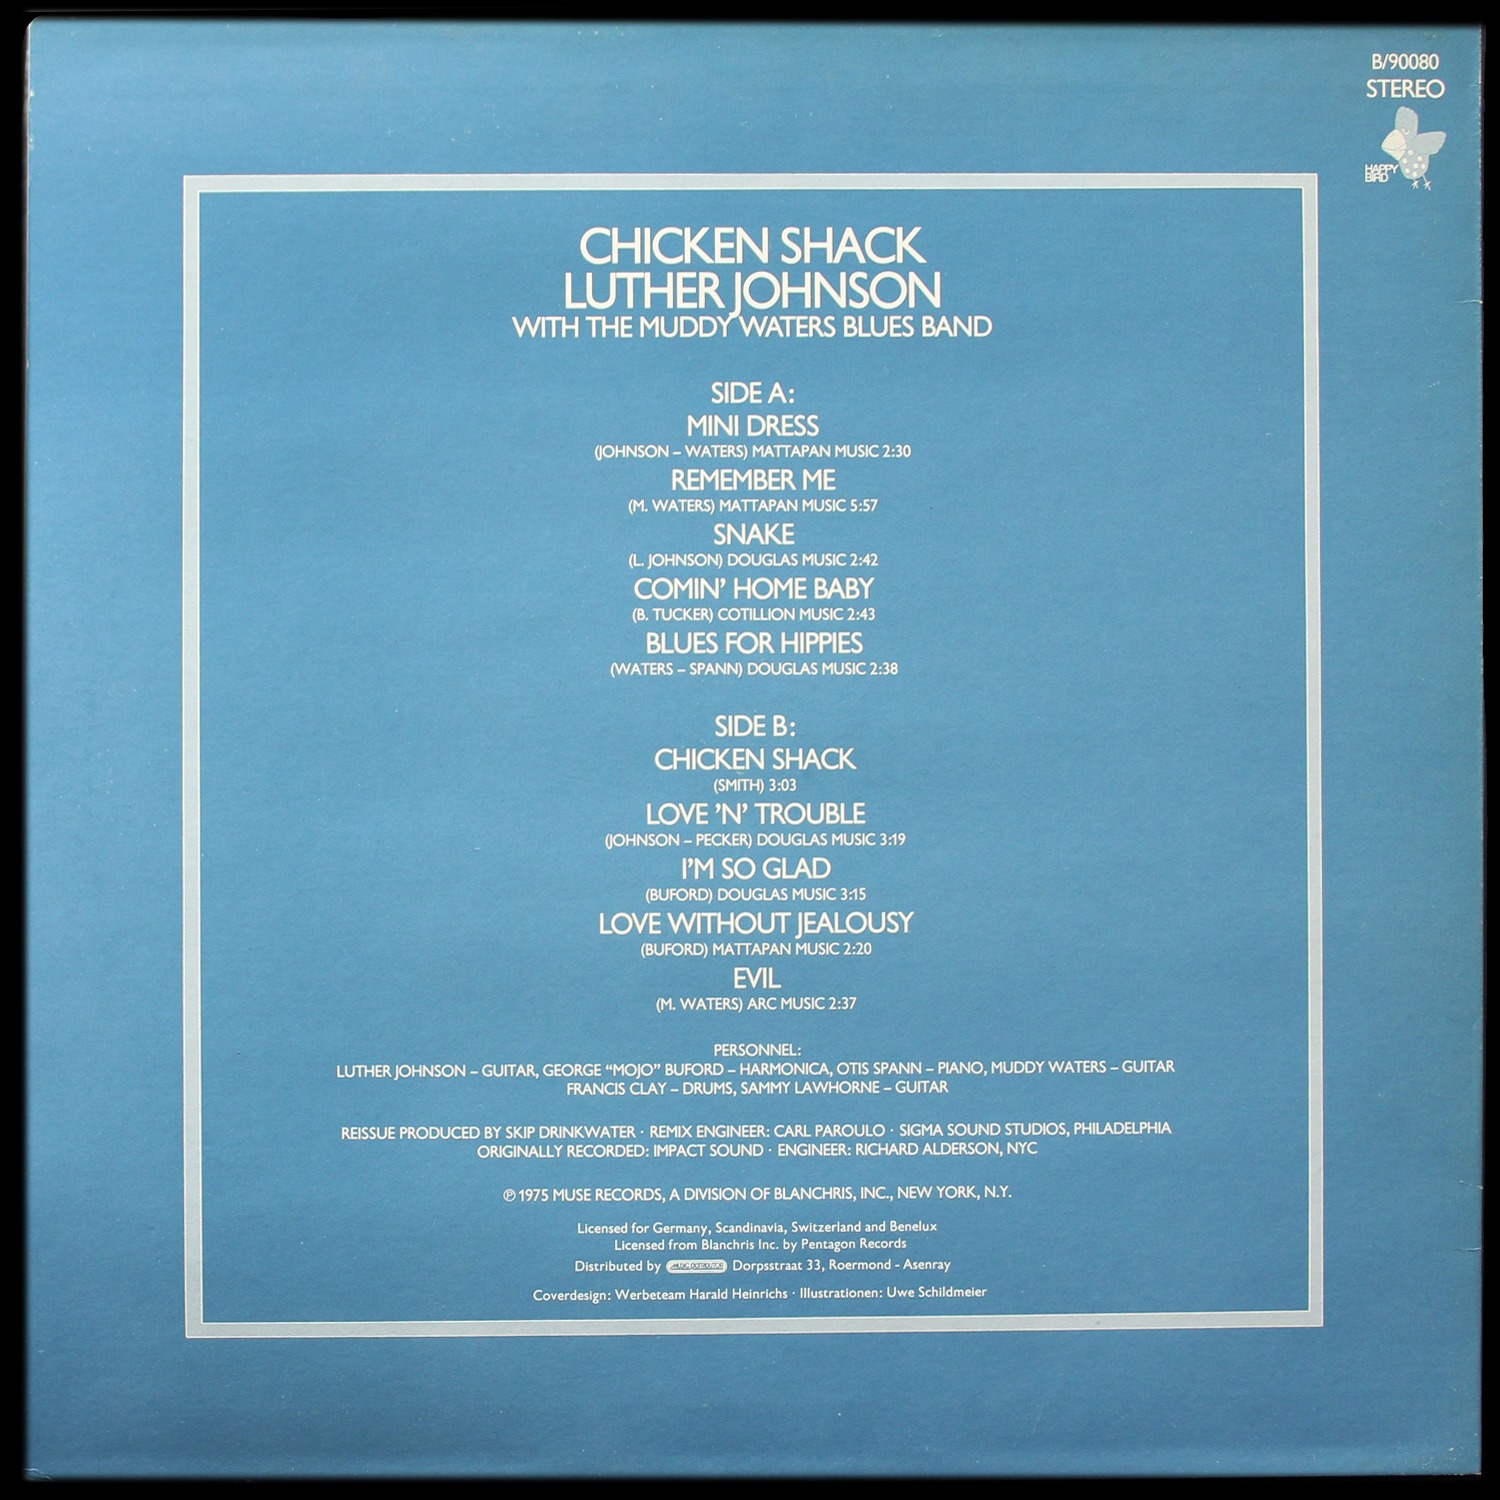 B/90080
STEREO
HAPPY
BIRD
CHICKEN SHACK
LUTHER JOHNSON
WITH THE MUDDY WATERS BLUES BAND
SIDE A:
MINI DRESS
(JOHNSON – WATERS) MATTAPAN MUSIC 2:30
REMEMBER ME
(M. WATERS) MATTAPAN MUSIC 5:57
SNAKE
(L. JOHNSON) DOUGLAS MUSIC 2:42
COMIN' HOME BABY
(B. TUCKER) COTILLION MUSIC 2:43
BLUES FOR HIPPIES
(WATERS – SPANN) DOUGLAS MUSIC 2:38
SIDE B:
CHICKEN SHACK
(SMITH) 3:03
LOVE 'N' TROUBLE
(JOHNSON – PECKER) DOUGLAS MUSIC 3:19
I'M SO GLAD
(BUFORD) DOUGLAS MUSIC 3:15
LOVE WITHOUT JEALOUSY
(BUFORD) MATTAPAN MUSIC 2:20
EVIL
(M. WATERS) ARC MUSIC 2:37
PERSONNEL:
LUTHER JOHNSON – GUITAR, GEORGE “MOJO” BUFORD – HARMONICA, OTIS SPANN – PIANO, MUDDY WATERS – GUITAR
FRANCIS CLAY – DRUMS, SAMMY LAWHORNE – GUITAR
REISSUE PRODUCED BY SKIP DRINKWATER · REMIX ENGINEER: CARL PAROULO · SIGMA SOUND STUDIOS, PHILADELPHIA
ORIGINALLY RECORDED: IMPACT SOUND · ENGINEER: RICHARD ALDERSON, NYC
℗ 1975 MUSE RECORDS, A DIVISION OF BLANCHRIS, INC., NEW YORK, N.Y.
Licensed for Germany, Scandinavia, Switzerland and Benelux
Licensed from Blanchris Inc. by Pentagon Records
Distributed by Dorpsstraat 33, Roermond - Asenray
Coverdesign: Werbeteam Harald Heinrichs · Illustrationen: Uwe Schildmeier